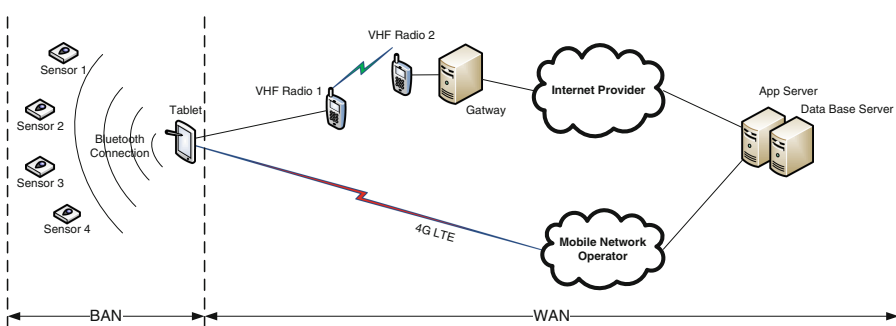 Sensor 1
Sensor 2
Sensor 3
Sensor 4
Bluetooth
Connection
Tablet
VHF Radio 1
VHF Radio 2
Gatway
Internet Provider
App Server
Data Base Server
4G LTE
Mobile Network
Operator
BAN
WAN